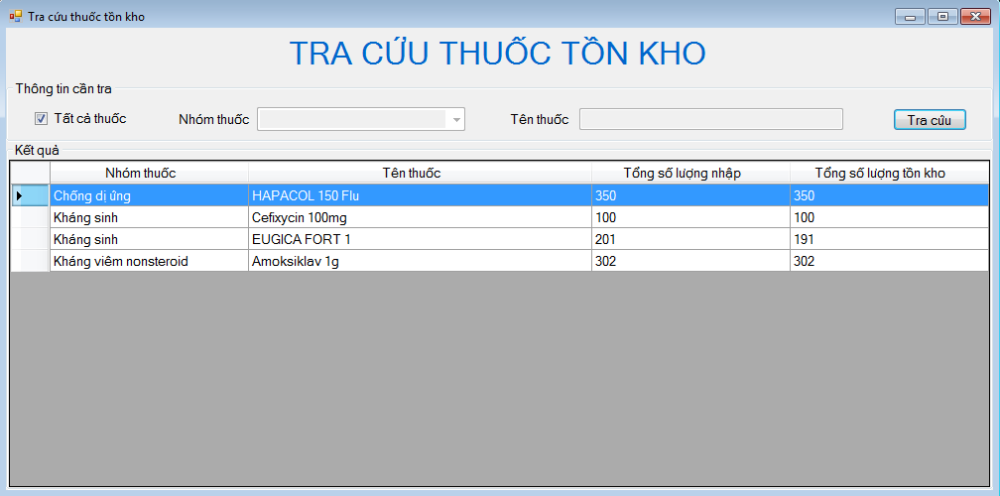 Tra cứu thuốc tồn kho
TRA CỨU THUỐC TỒN KHO
Thông tin cần tra
Tất cả thuốc Nhóm thuốc Tên thuốc Tra cứu
Kết quả
Nhóm thuốc Tên thuốc Tổng số lượng nhập Tổng số lượng tồn kho
Chống dị ứng HAPACOL 150 Flu 350 350
Kháng sinh Cefixycin 100mg 100 100
Kháng sinh EUGICA FORT 1 201 191
Kháng viêm nonsteroid Amoksiklav 1g 302 302